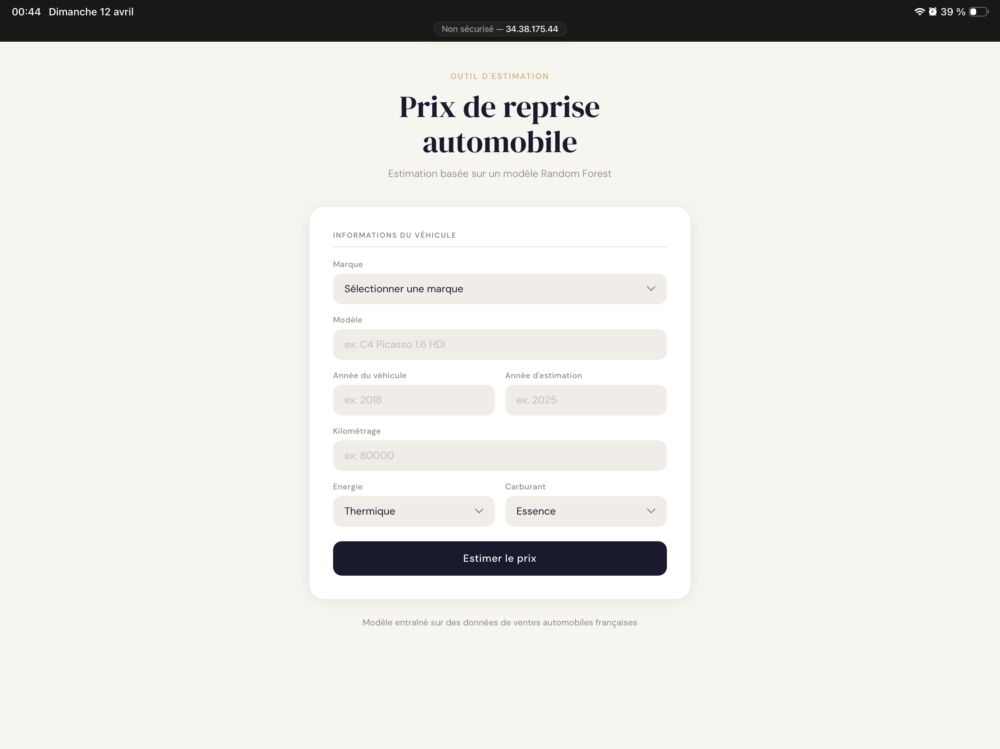 00:44 Dimanche 12 avril
39 %
Non sécurisé — 34.38.175.44
OUTIL D'ESTIMATION
Prix de reprise
automobile
Estimation basée sur un modèle Random Forest
INFORMATIONS DU VÉHICULE
Marque
Sélectionner une marque
Modèle
ex: C4 Picasso 1.6 HDi
Année du véhicule
Année d'estimation
ex: 2018
ex: 2025
Kilométrage
ex: 80000
Energie
Carburant
Thermique
Essence
Estimer le prix
Modèle entraîné sur des données de ventes automobiles françaises